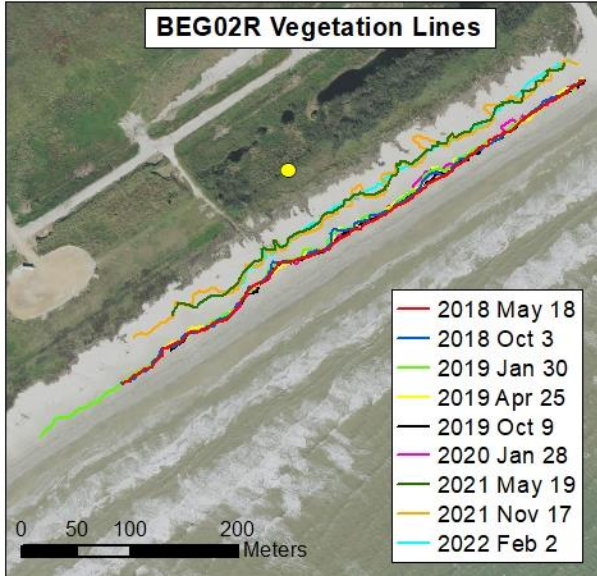 BEG02R Vegetation Lines
2018 May 18
2018 Oct 3
2019 Jan 30
2019 Apr 25
2019 Oct 9
2020 Jan 28
2021 May 19
2021 Nov 17
2022 Feb 2
0 50 100 200
Meters